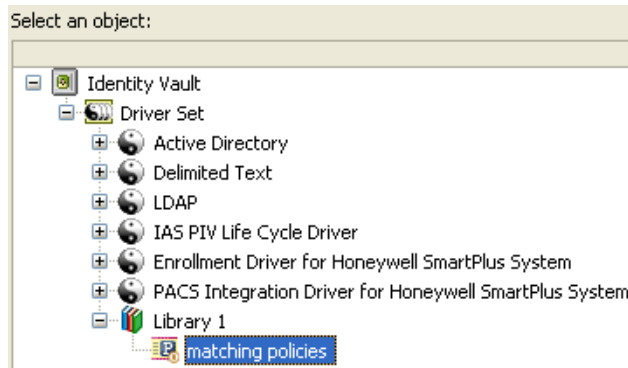 Select an object:
Identity Vault
Driver Set
Active Directory
Delimited Text
LDAP
IAS PIV Life Cycle Driver
Enrollment Driver for Honeywell SmartPlus System
PACS Integration Driver for Honeywell SmartPlus System
Library 1
matching policies